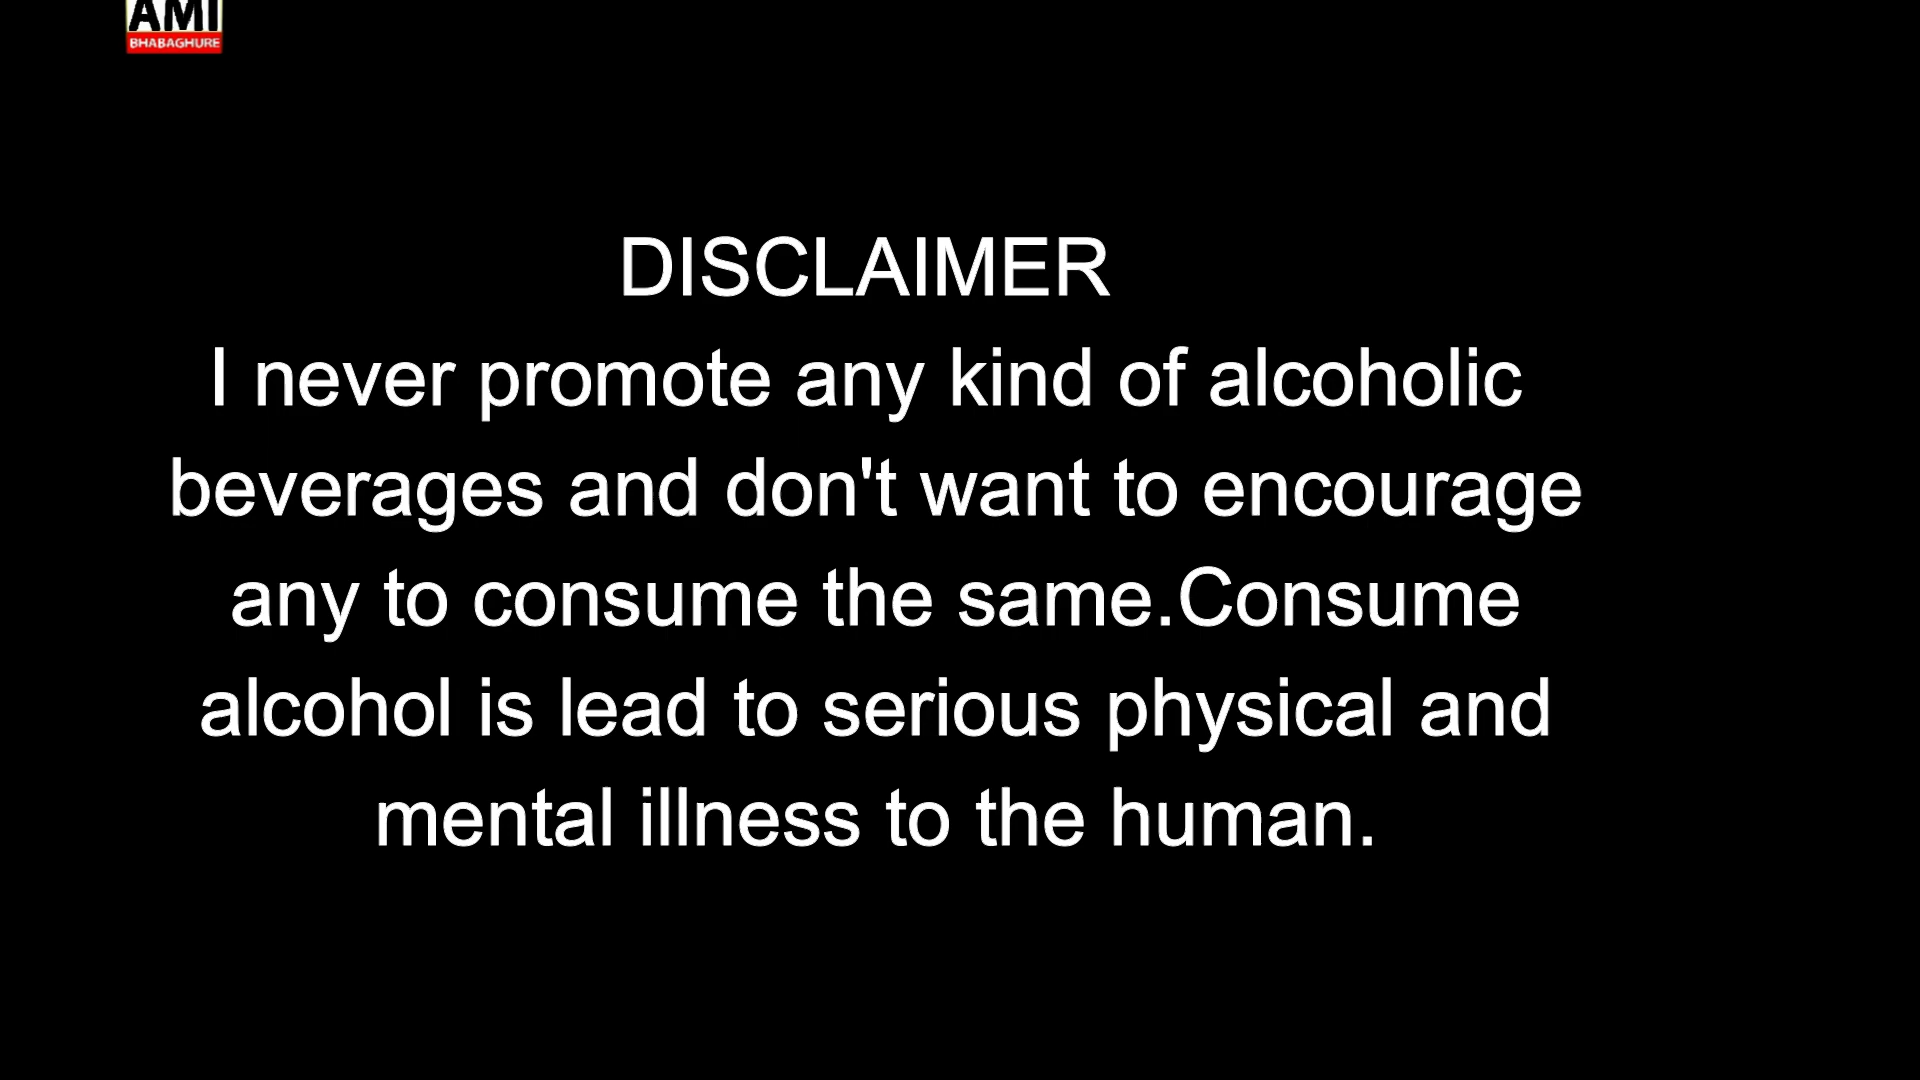 AMI
BHABAGHURE
DISCLAIMER
I never promote any kind of alcoholic
beverages and don't want to encourage
any to consume the same.Consume
alcohol is lead to serious physical and
mental illness to the human.